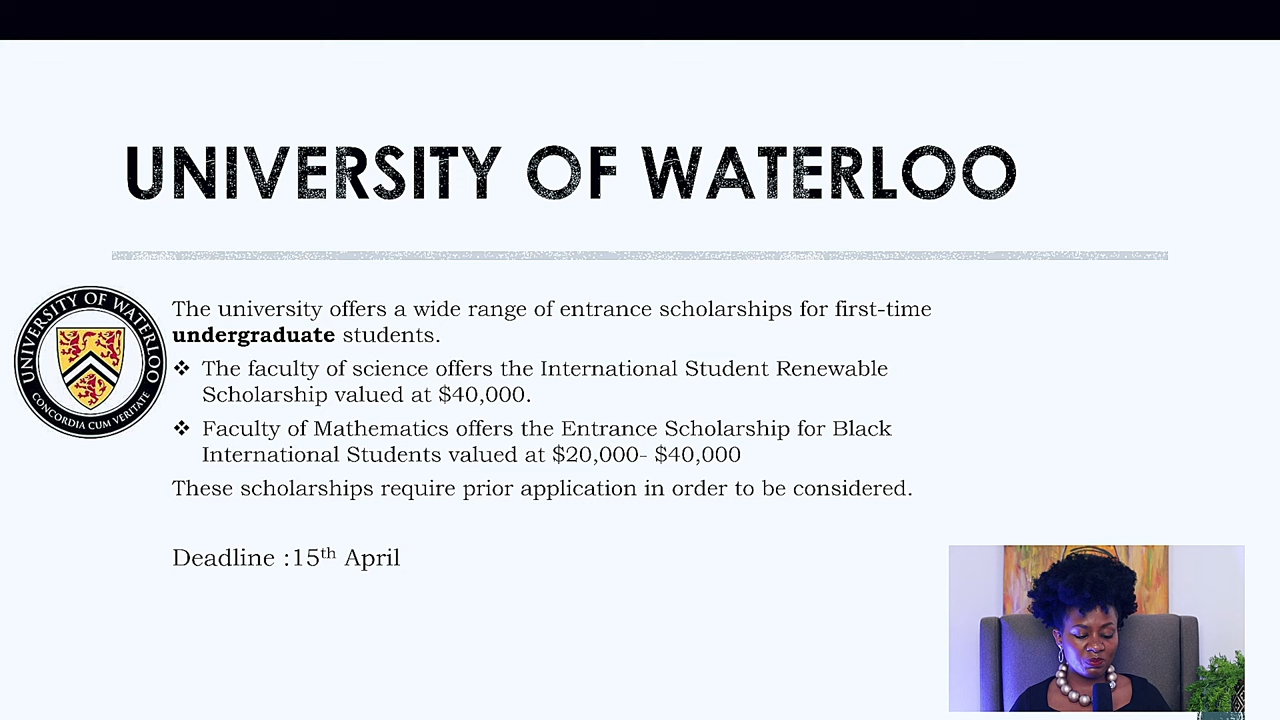 UNIVERSITY OF WATERLOO
UNIVERSITY OF WATERLOO
CONCORDIA CUM VERITATE
The university offers a wide range of entrance scholarships for first-time
undergraduate students.
❖ The faculty of science offers the International Student Renewable
Scholarship valued at $40,000.
❖ Faculty of Mathematics offers the Entrance Scholarship for Black
International Students valued at $20,000- $40,000
These scholarships require prior application in order to be considered.
Deadline :15th April